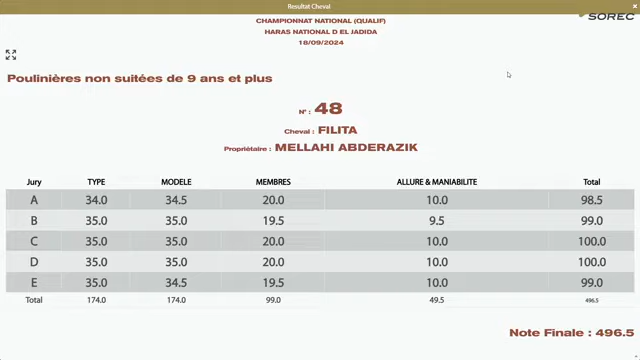 Resultat Cheval
CHAMPIONNAT NATIONAL (QUALIF)
SOREC
HARAS NATIONAL D EL JADIDA
18/09/2024
Poulinières non suitées de 9 ans et plus
N° : 48
Cheval : FILITA
Propriétaire : MELLAHI ABDERAZIK
Jury TYPE MODELE MEMBRES ALLURE & MANIABILITE Total
A 34.0 34.5 20.0 10.0 98.5
B 35.0 35.0 19.5 9.5 99.0
C 35.0 35.0 20.0 10.0 100.0
D 35.0 35.0 20.0 10.0 100.0
E 35.0 34.5 19.5 10.0 99.0
Total 174.0 174.0 99.0 49.5 496.5
Note Finale : 496.5